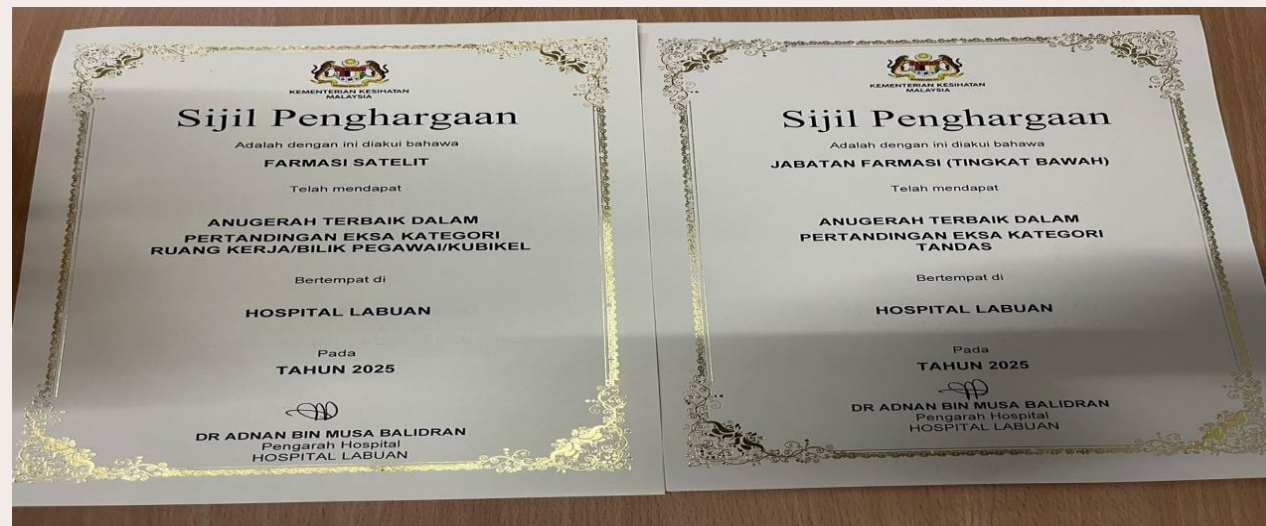 KEMENTERIAN KESIHATAN
MALAYSIA
Sijil Penghargaan
Adalah dengan ini diakui bahawa
FARMASI SATELIT
Telah mendapat
ANUGERAH TERBAIK DALAM
PERTANDINGAN EKSA KATEGORI
RUANG KERJA/BILIK PEGAWAI/KUBIKEL
Bertempat di
HOSPITAL LABUAN
Pada
TAHUN 2025
DR ADNAN BIN MUSA BALIDRAN
Pengarah Hospital
HOSPITAL LABUAN
KEMENTERIAN KESIHATAN
MALAYSIA
Sijil Penghargaan
Adalah dengan ini diakui bahawa
JABATAN FARMASI (TINGKAT BAWAH)
Telah mendapat
ANUGERAH TERBAIK DALAM
PERTANDINGAN EKSA KATEGORI
TANDAS
Bertempat di
HOSPITAL LABUAN
Pada
TAHUN 2025
DR ADNAN BIN MUSA BALIDRAN
Pengarah Hospital
HOSPITAL LABUAN